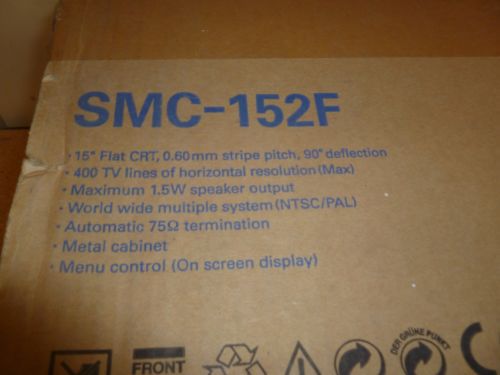 SMC-152F
· 15" Flat CRT, 0.60mm stripe pitch, 90° deflection
· 400 TV lines of horizontal resolution (Max)
· Maximum 1.5W speaker output
· World wide multiple system (NTSC/PAL)
· Automatic 75Ω termination
· Metal cabinet
· Menu control (On screen display)
FRONT
DER GRÜNE PUNKT